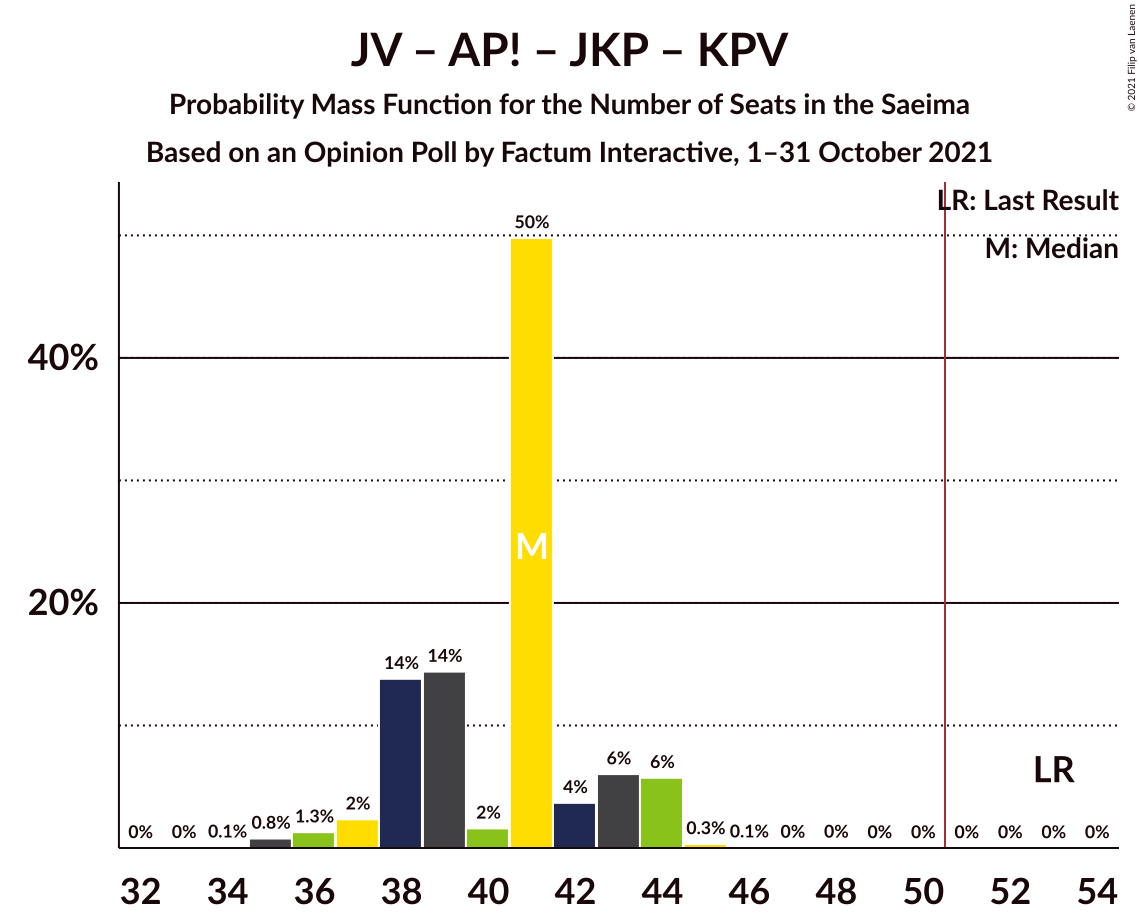 JV – AP! – JKP – KPV
Probability Mass Function for the Number of Seats in the Saeima
Based on an Opinion Poll by Factum Interactive, 1–31 October 2021
© 2021 Filip van Laenen
LR: Last Result
M: Median
50%
40%
M
20%
14%
14%
LR
6%
6%
4%
2%
2%
1.3%
0.8%
0.3%
0% 0% 0.1% 0.1% 0% 0% 0% 0% 0% 0% 0% 0%
32 34 36 38 40 42 44 46 48 50 52 54